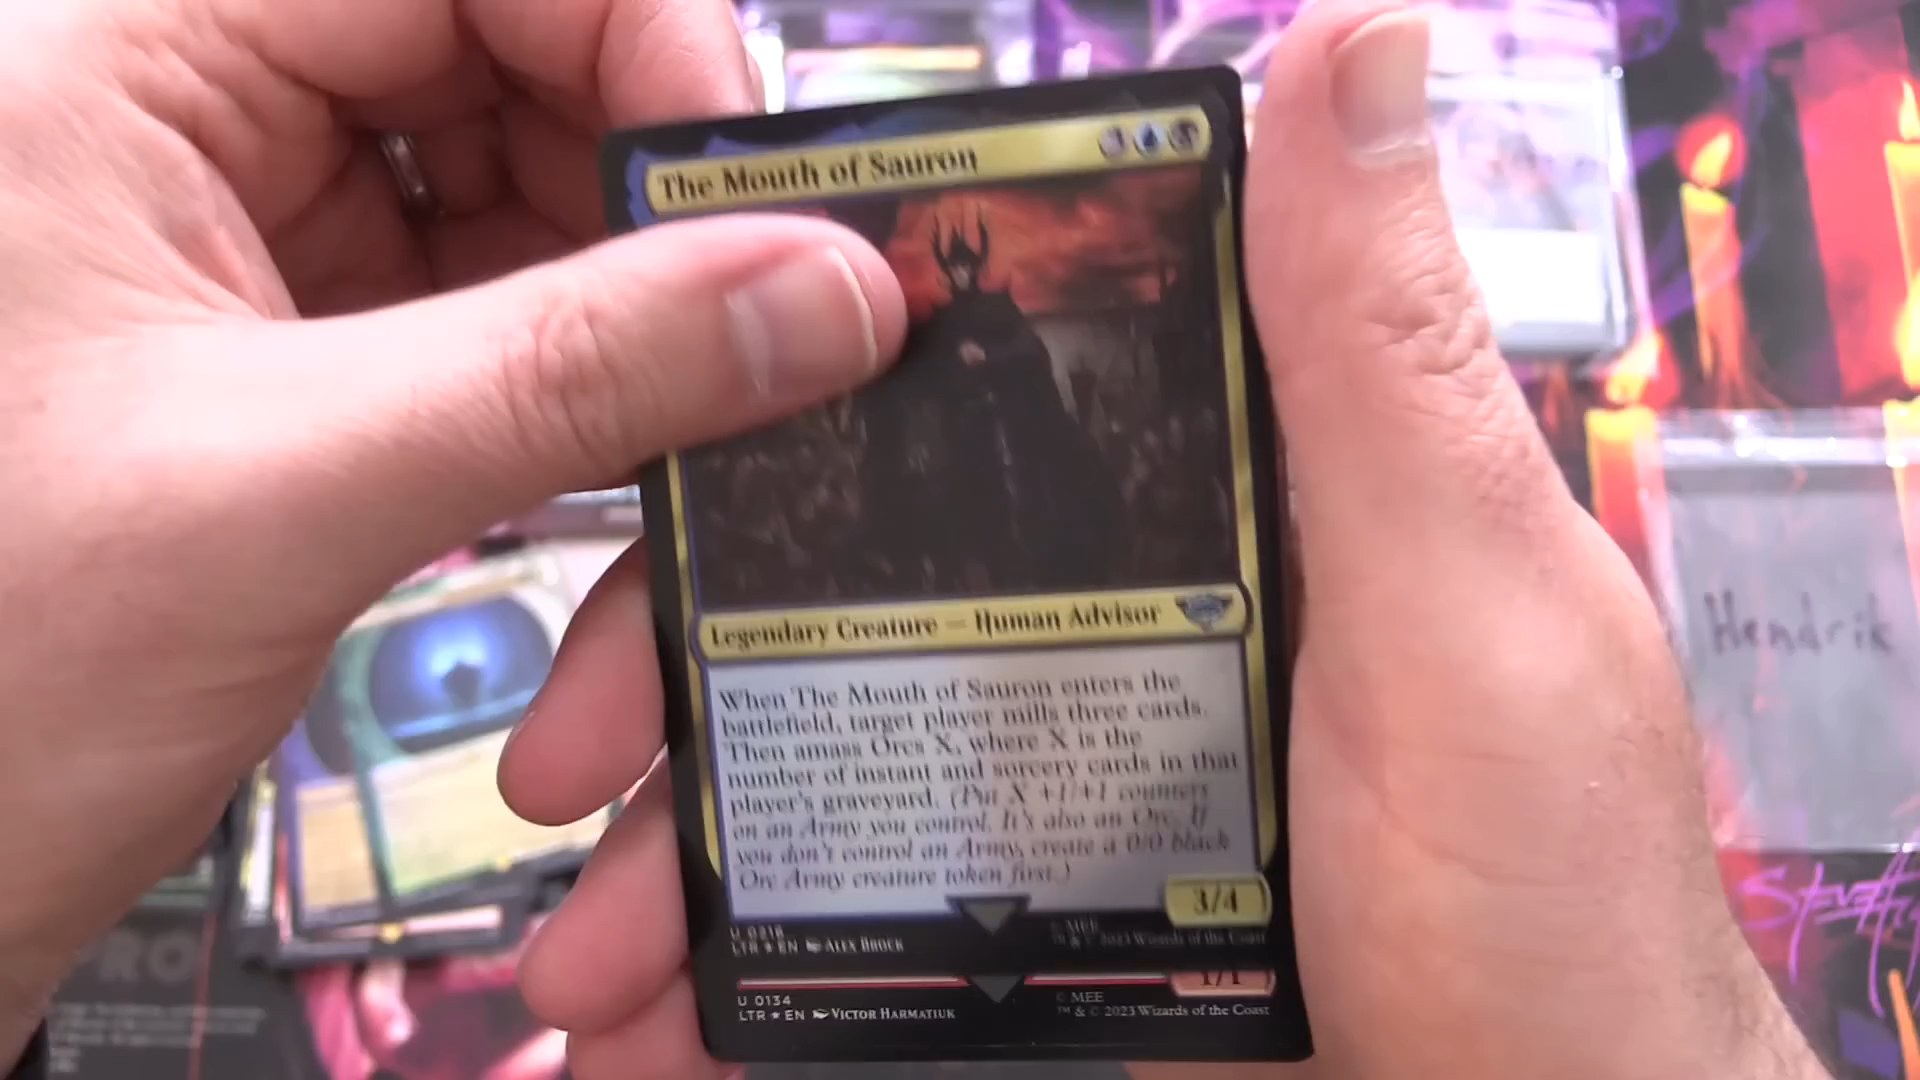 The Mouth of Sauron
Legendary Creature — Human Advisor
When The Mouth of Sauron enters the
battlefield, target player mills three cards.
Then amass Orcs X, where X is the
number of instant and sorcery cards in that
player's graveyard. (Put X +1/+1 counters
on an Army you control. It's also an Orc. If
you don't control an Army, create a 0/0 black
Orc Army creature token first.)
3/4
U 0216
LTR ★ EN ALEX BROCK
© MEE
™ & © 2023 Wizards of the Coast
1/1
U 0134
LTR ★ EN VICTOR HARMATIUK
© MEE
™ & © 2023 Wizards of the Coast
Hendrik
PRO